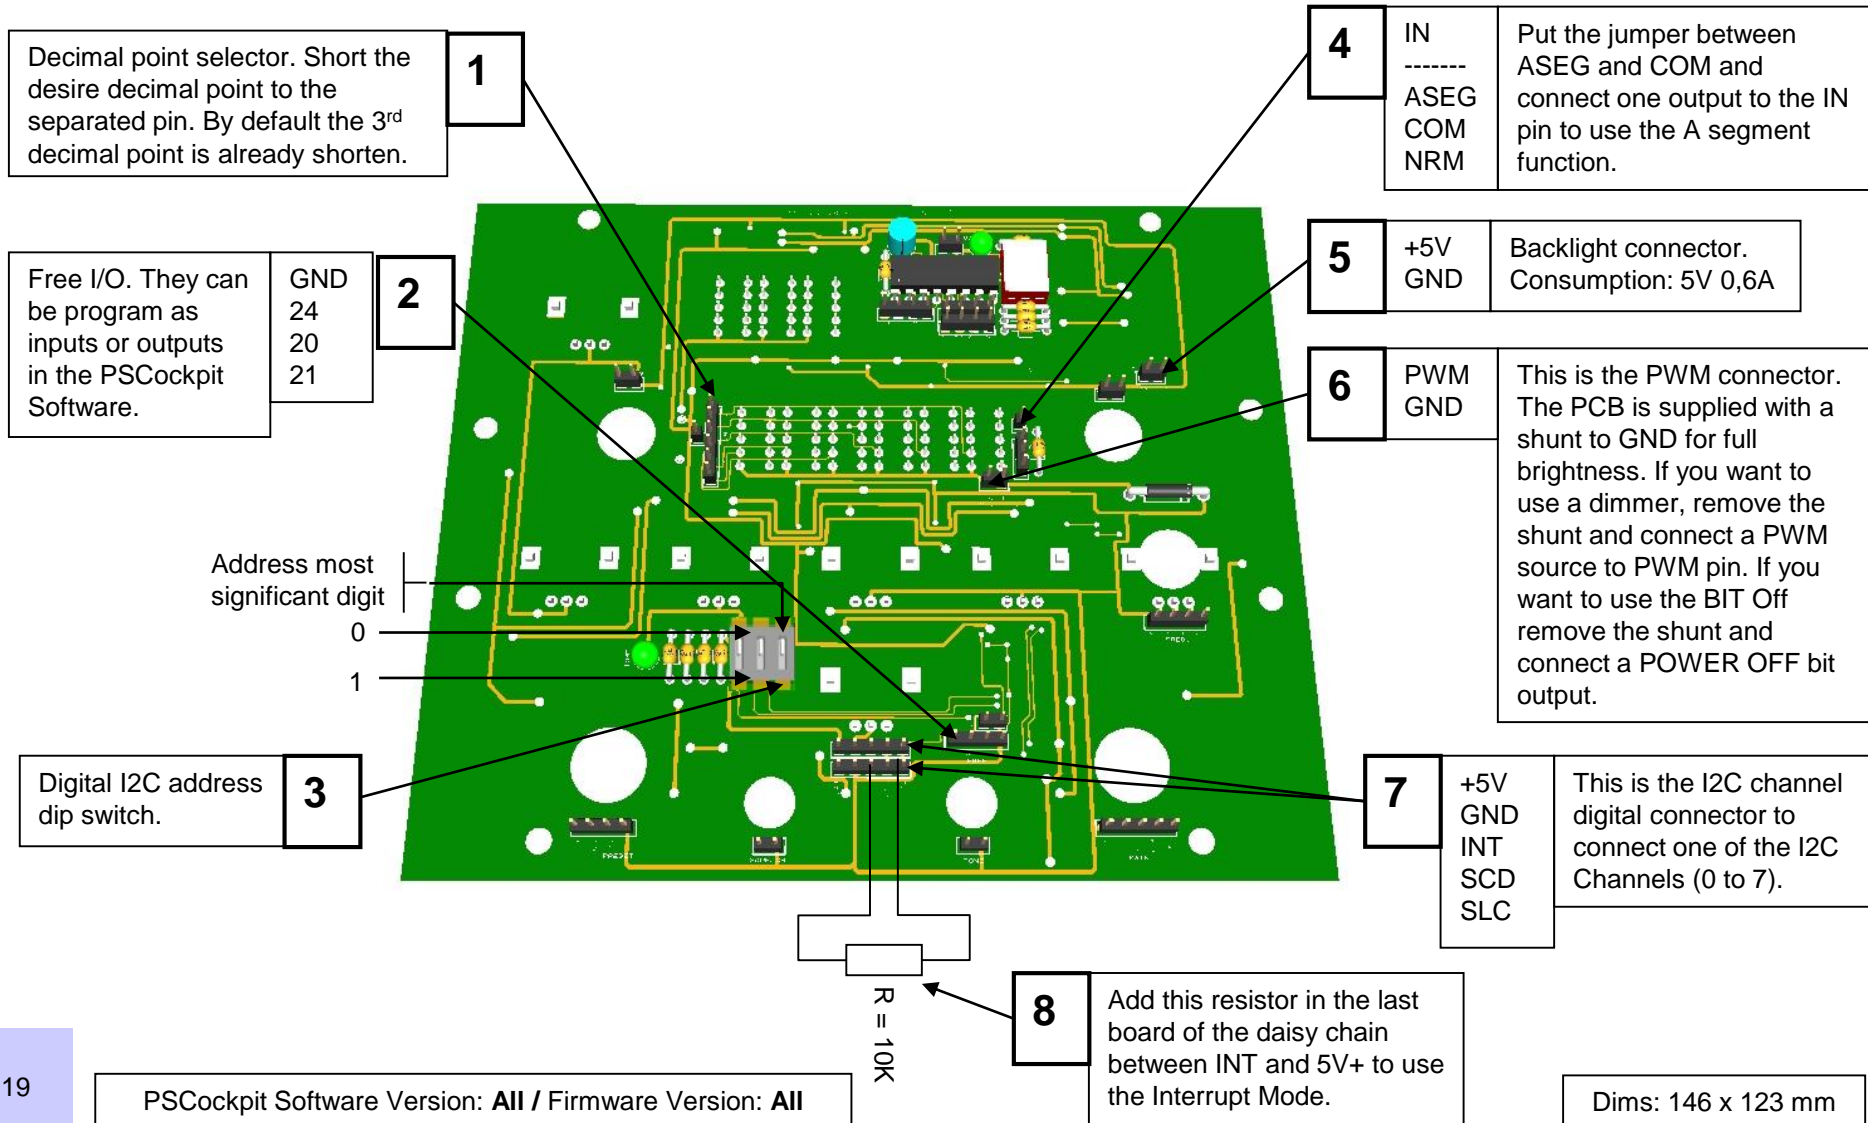 1
Decimal point selector. Short the
desire decimal point to the
separated pin. By default the 3rd
decimal point is already shorten.
4
IN
-------
ASEG
COM
NRM
Put the jumper between
ASEG and COM and
connect one output to the IN
pin to use the A segment
function.
2
Free I/O. They can
be program as
inputs or outputs
in the PSCockpit
Software.
GND
24
20
21
5
+5V
GND
Backlight connector.
Consumption: 5V 0,6A
6
PWM
GND
This is the PWM connector.
The PCB is supplied with a
shunt to GND for full
brightness. If you want to
use a dimmer, remove the
shunt and connect a PWM
source to PWM pin. If you
want to use the BIT Off
remove the shunt and
connect a POWER OFF bit
output.
Address most
significant digit
0
1
3
Digital I2C address
dip switch.
7
+5V
GND
INT
SCD
SLC
This is the I2C channel
digital connector to
connect one of the I2C
Channels (0 to 7).
PRESET
R = 10K
8
Add this resistor in the last
board of the daisy chain
between INT and 5V+ to use
the Interrupt Mode.
19
PSCockpit Software Version: All / Firmware Version: All
Dims: 146 x 123 mm